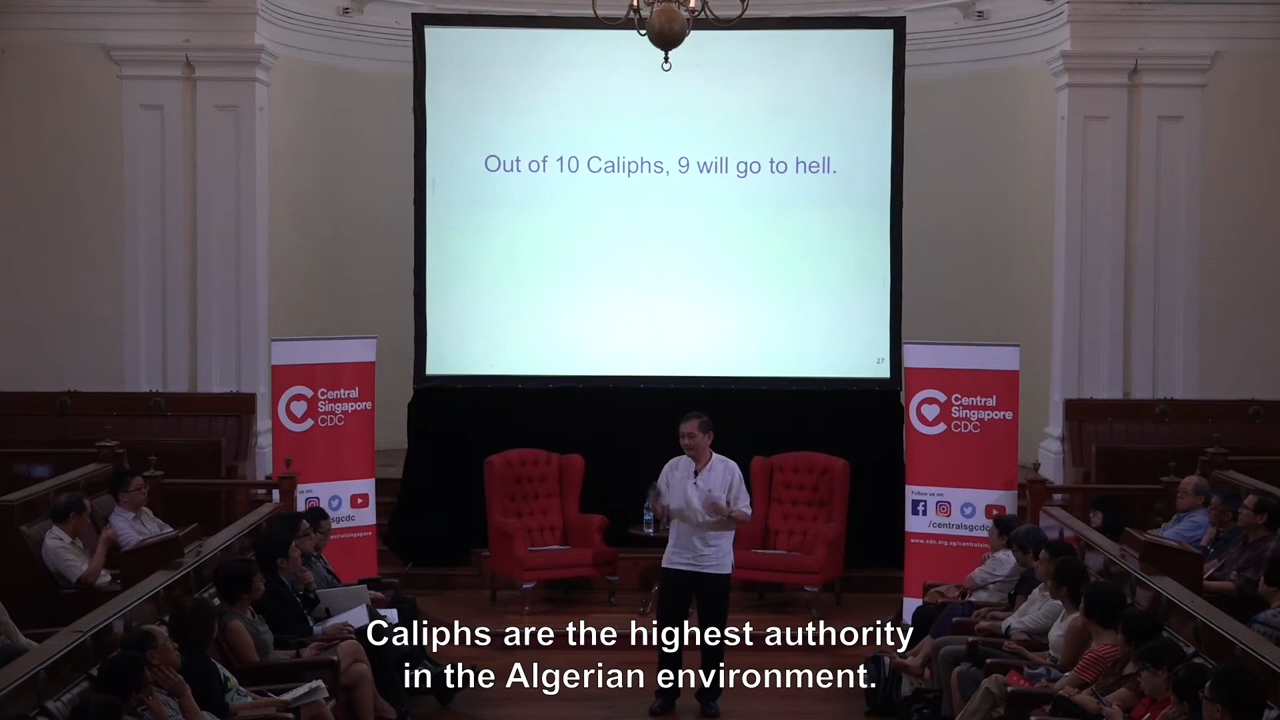 Out of 10 Caliphs, 9 will go to hell.
27
Central
Singapore
CDC
Central
Singapore
CDC
Follow us on:
/centralsgcdc
sgcdc
Caliphs are the highest authority
in the Algerian environment.